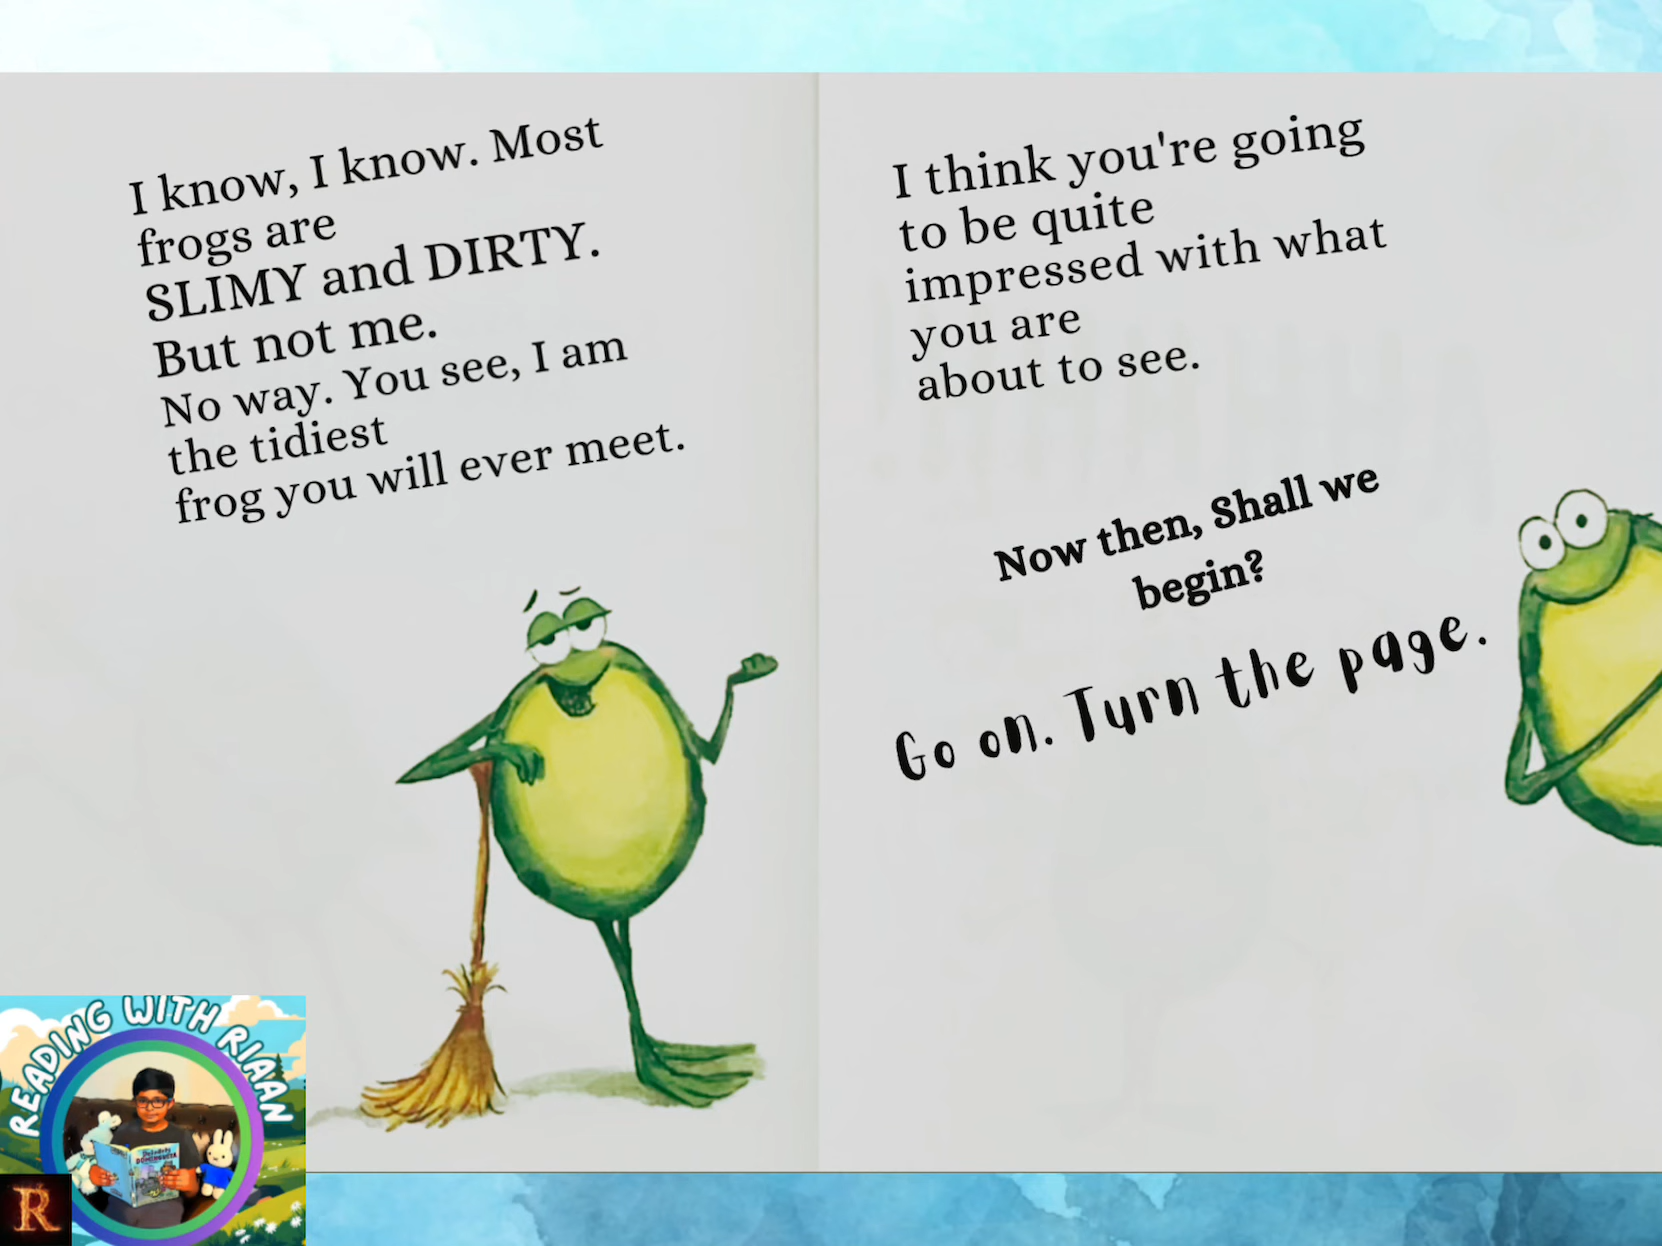 I know, I know. Most
frogs are
SLIMY and DIRTY.
But not me.
No way. You see, I am
the tidiest
frog you will ever meet.
I think you're going
to be quite
impressed with what
you are
about to see.
Now then, Shall we
begin?
Go on. Turn the page.
READING WITH RIAAN
R